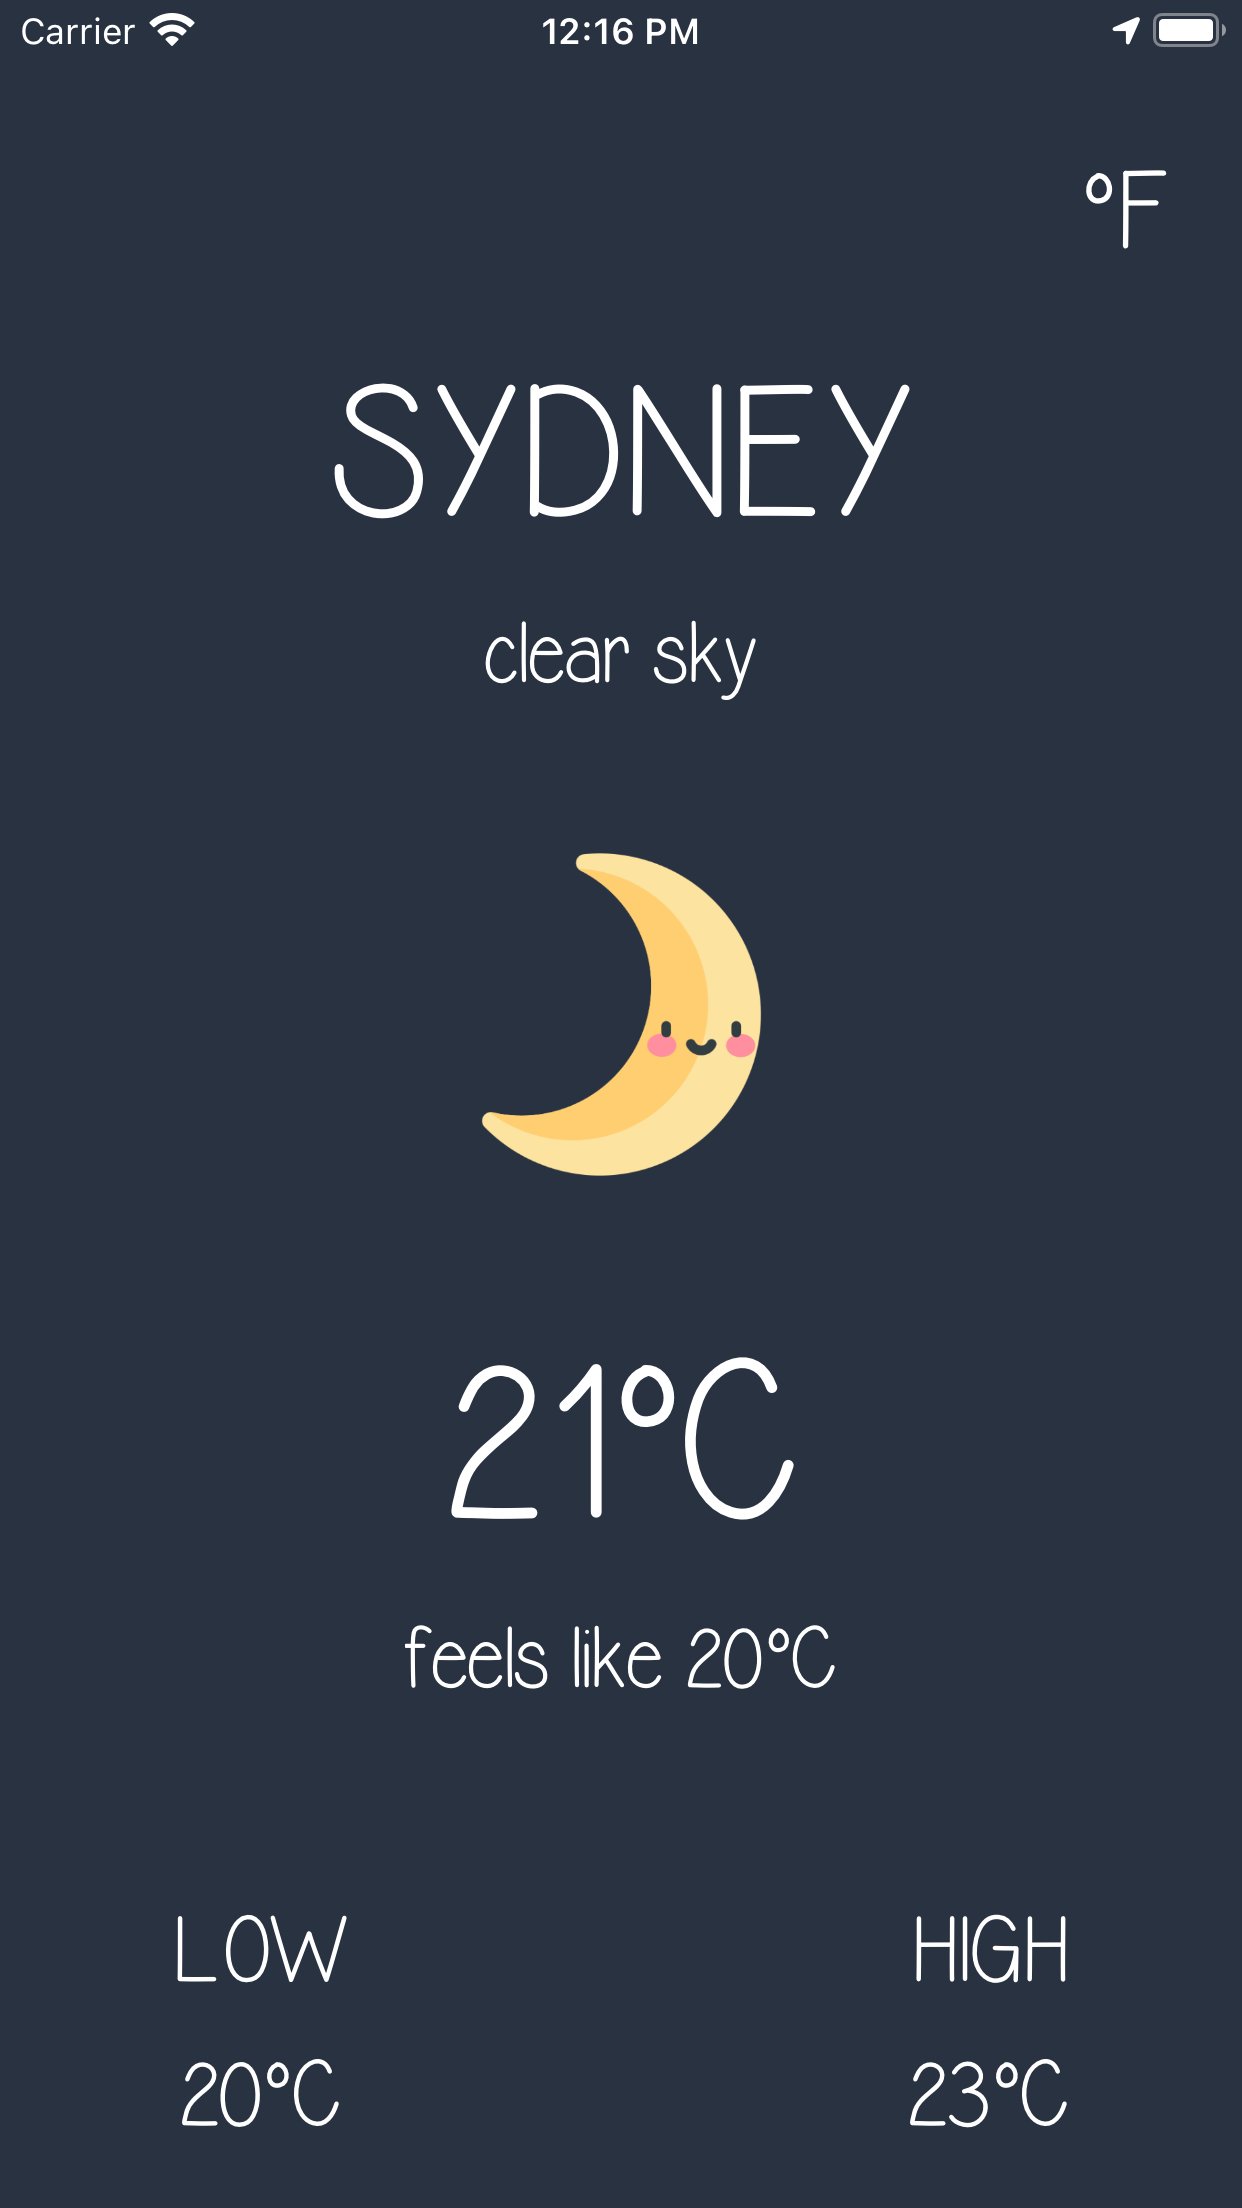 Carrier 12:16 PM
°F
SYDNEY
clear sky
21°C
feels like 20°C
LOW HIGH
20°C 23°C